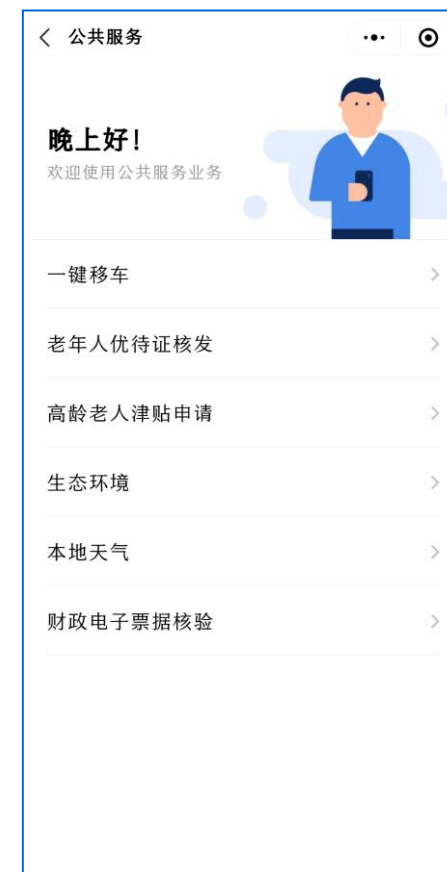 公共服务
晚上好！
欢迎使用公共服务业务
一键移车
老年人优待证核发
高龄老人津贴申请
生态环境
本地天气
财政电子票据核验